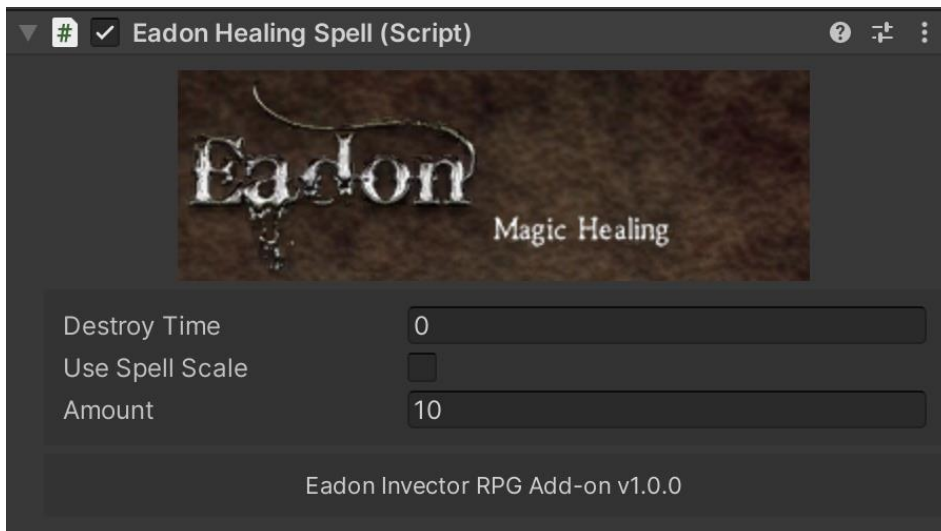 # Eadon Healing Spell (Script)
Eadon
Magic Healing
Destroy Time 0
Use Spell Scale
Amount 10
Eadon Invector RPG Add-on v1.0.0